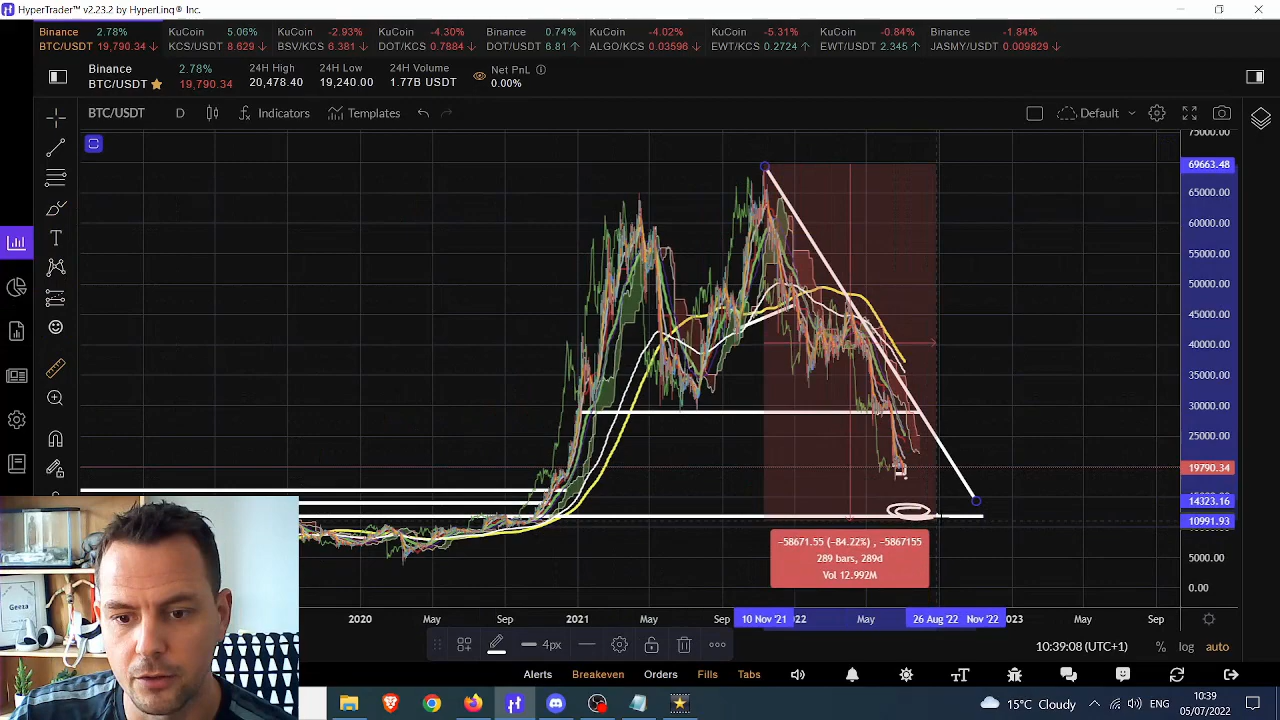 HyperTrader™ v2.23.2 by HyperLinq® Inc.
Binance 2.78% KuCoin 5.06% KuCoin -2.93% KuCoin -4.30% Binance 0.74% KuCoin -4.02% KuCoin -5.31% KuCoin -0.84% Binance -1.84%
BTC/USDT 19,790.34 ↓ KCS/USDT 8.629 ↓ BSV/KCS 6.381 ↓ DOT/KCS 0.7884 ↓ DOT/USDT 6.81 ↑ ALGO/KCS 0.03596 ↓ EWT/KCS 0.2724 ↑ EWT/USDT 2.345 ↑ JASMY/USDT 0.009829 ↓
Binance 2.78% 24H High 24H Low 24H Volume Net PnL
BTC/USDT 19,790.34 20,478.40 19,240.00 1.77B USDT 0.00%
BTC/USDT D Indicators Templates Default
75000.00
69663.48
65000.00
60000.00
55000.00
50000.00
45000.00
40000.00
35000.00
30000.00
25000.00
19790.34
14323.16
10991.93
5000.00
0.00
−58671.55 (−84.22%) , −5867155
289 bars, 289d
Vol 12.992M
Geeza
2020 May Sep 2021 May Sep 10 Nov '21 2022 May 26 Aug '22 Nov '22 2023 May Sep
4px
10:39:08 (UTC+1) % log auto
Alerts Breakeven Orders Fills Tabs
15°C Cloudy
10:39
05/07/2022